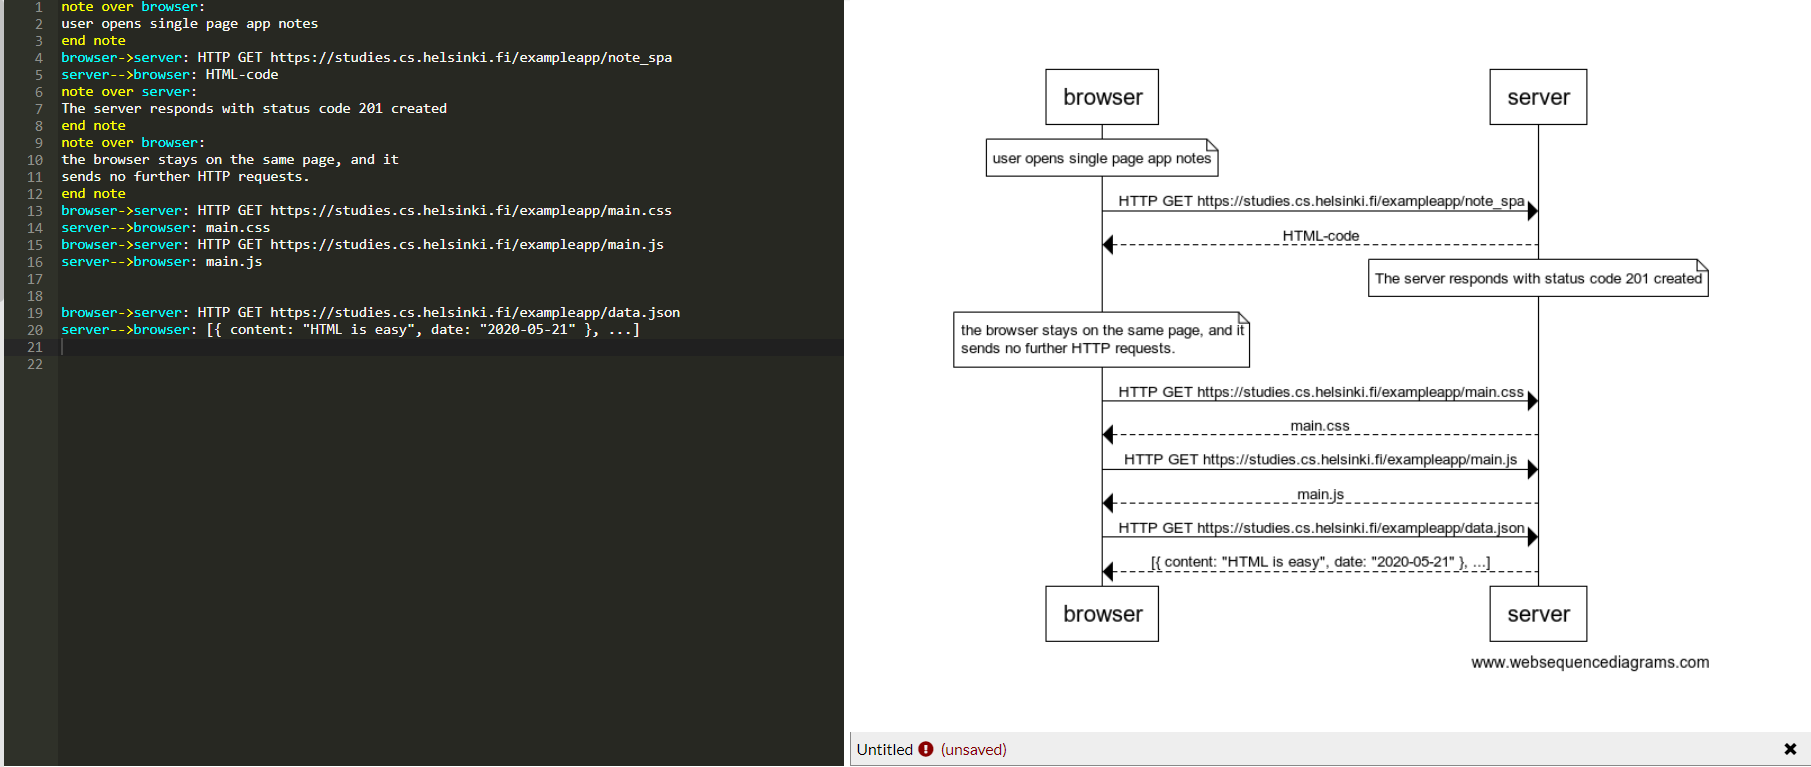 1 note over browser:
2 user opens single page app notes
3 end note
4 browser->server: HTTP GET https://studies.cs.helsinki.fi/exampleapp/note_spa
5 server-->browser: HTML-code
6 note over server:
7 The server responds with status code 201 created
8 end note
9 note over browser:
10 the browser stays on the same page, and it
11 sends no further HTTP requests.
12 end note
13 browser->server: HTTP GET https://studies.cs.helsinki.fi/exampleapp/main.css
14 server-->browser: main.css
15 browser->server: HTTP GET https://studies.cs.helsinki.fi/exampleapp/main.js
16 server-->browser: main.js
17
18
19 browser->server: HTTP GET https://studies.cs.helsinki.fi/exampleapp/data.json
20 server-->browser: [{ content: "HTML is easy", date: "2020-05-21" }, ...]
21
22
browser
server
user opens single page app notes
HTTP GET https://studies.cs.helsinki.fi/exampleapp/note_spa
HTML-code
The server responds with status code 201 created
the browser stays on the same page, and it
sends no further HTTP requests.
HTTP GET https://studies.cs.helsinki.fi/exampleapp/main.css
main.css
HTTP GET https://studies.cs.helsinki.fi/exampleapp/main.js
main.js
HTTP GET https://studies.cs.helsinki.fi/exampleapp/data.json
[{ content: "HTML is easy", date: "2020-05-21" }, ...]
browser
server
www.websequencediagrams.com
Untitled (unsaved)